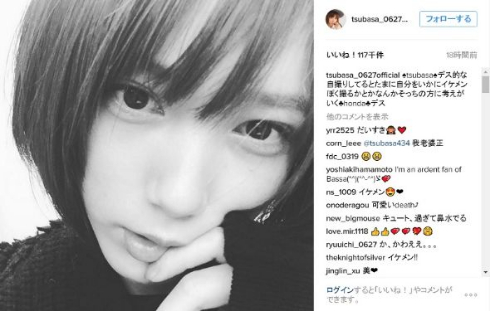 tsubasa_0627...
フォローする
いいね！117千件
18時間前
tsubasa_0627official ♠tsubasa♠デス的な
自撮りしてるとたまに自分をいかにイケメン
ぽく撮るかとかなんかそっちの方に考えが
いく♣honda♣デス
他のコメントを表示
yrr2525 だいすき🙅❤
corn_leee @tsubasa434 我老婆正
fdc_0319 😢😢
yoshiakihamamoto I'm an ardent fan of
Bassa(^^)(^-^)ゞ💕
ns_1009 イケメン😍❤
onoderagou 可愛いdeath♪
new_bigmouse キュート、過ぎて鼻水でる
love.mir.1118 👍👍💕💕💕😚
ryuuichi_0627 か、かわええ。。。
theknightofsilver イケメン!!
jinglin_xu 美❤
ログインすると「いいね！」やコメントが
できます。